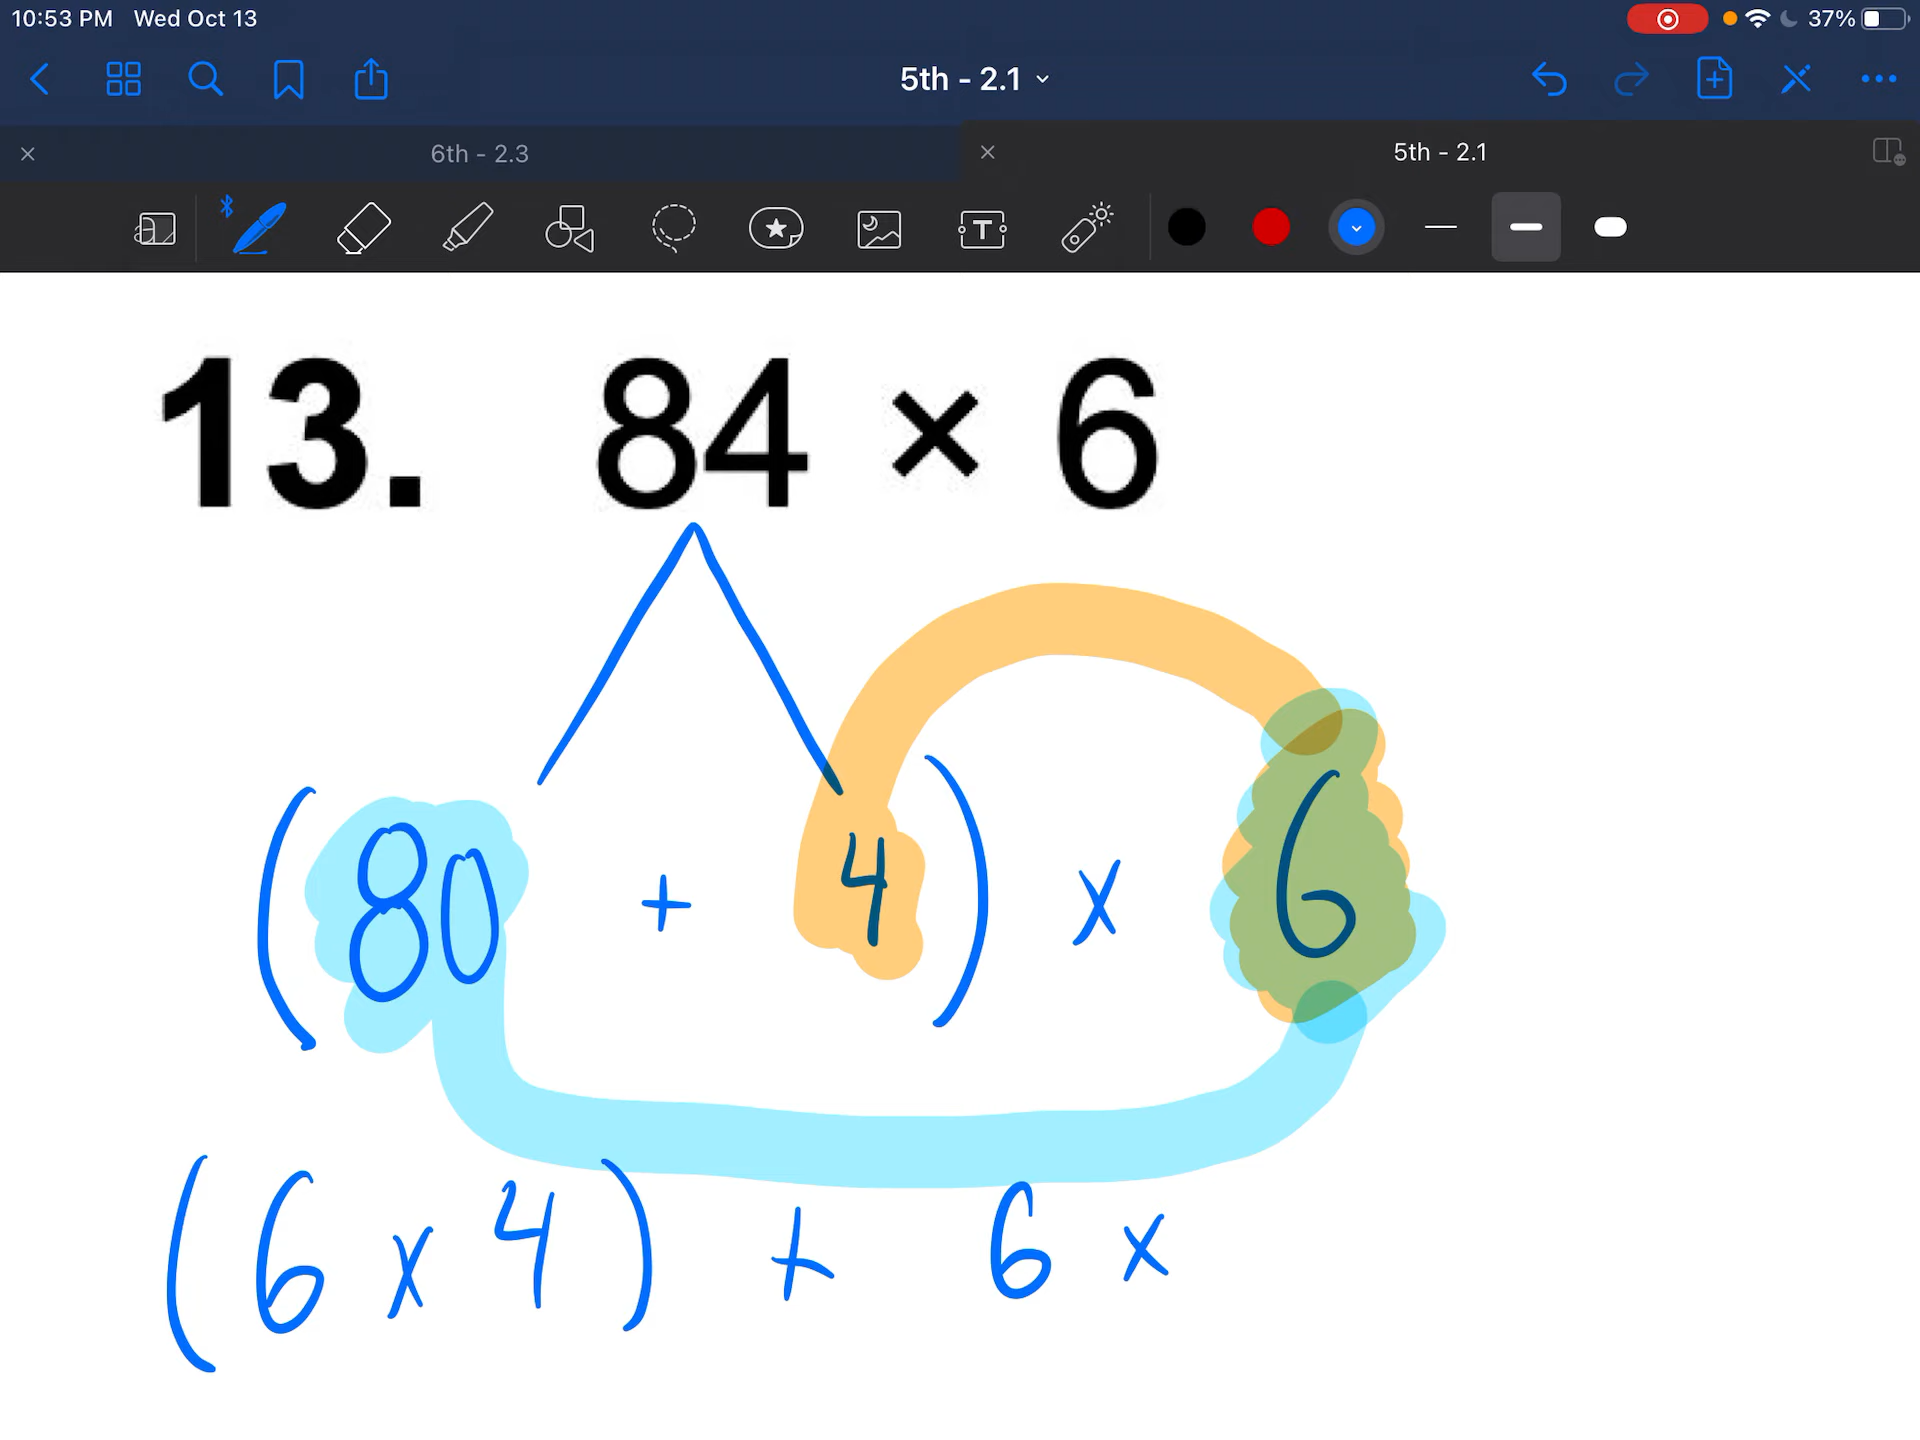 10:53 PM Wed Oct 13 37%
5th - 2.1
6th - 2.3 5th - 2.1
13. 84 × 6
(80 + 4) x 6
(6 x 4) + 6 x